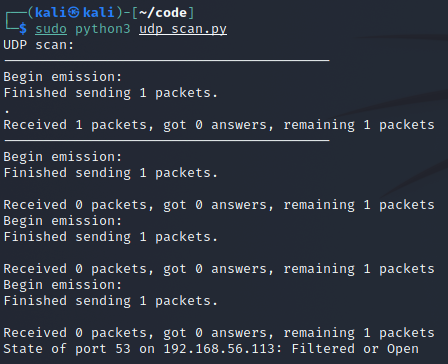 ┌──(kali㉿kali)-[~/code]
└─$ sudo python3 udp_scan.py
UDP scan:
Begin emission:
Finished sending 1 packets.
.
Received 1 packets, got 0 answers, remaining 1 packets
Begin emission:
Finished sending 1 packets.
Received 0 packets, got 0 answers, remaining 1 packets
Begin emission:
Finished sending 1 packets.
Received 0 packets, got 0 answers, remaining 1 packets
Begin emission:
Finished sending 1 packets.
Received 0 packets, got 0 answers, remaining 1 packets
State of port 53 on 192.168.56.113: Filtered or Open